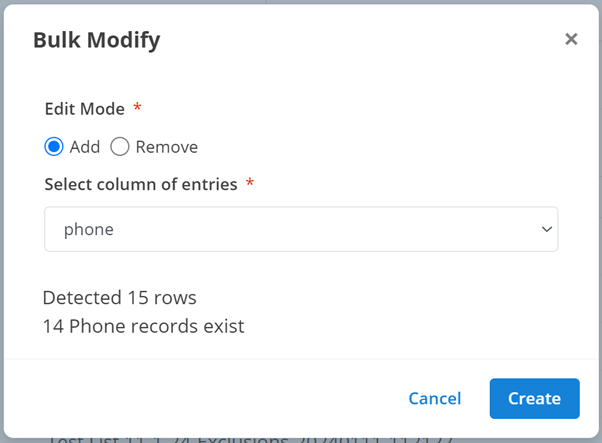 Bulk Modify
Edit Mode *
Add Remove
Select column of entries *
phone
Detected 15 rows
14 Phone records exist
Cancel Create